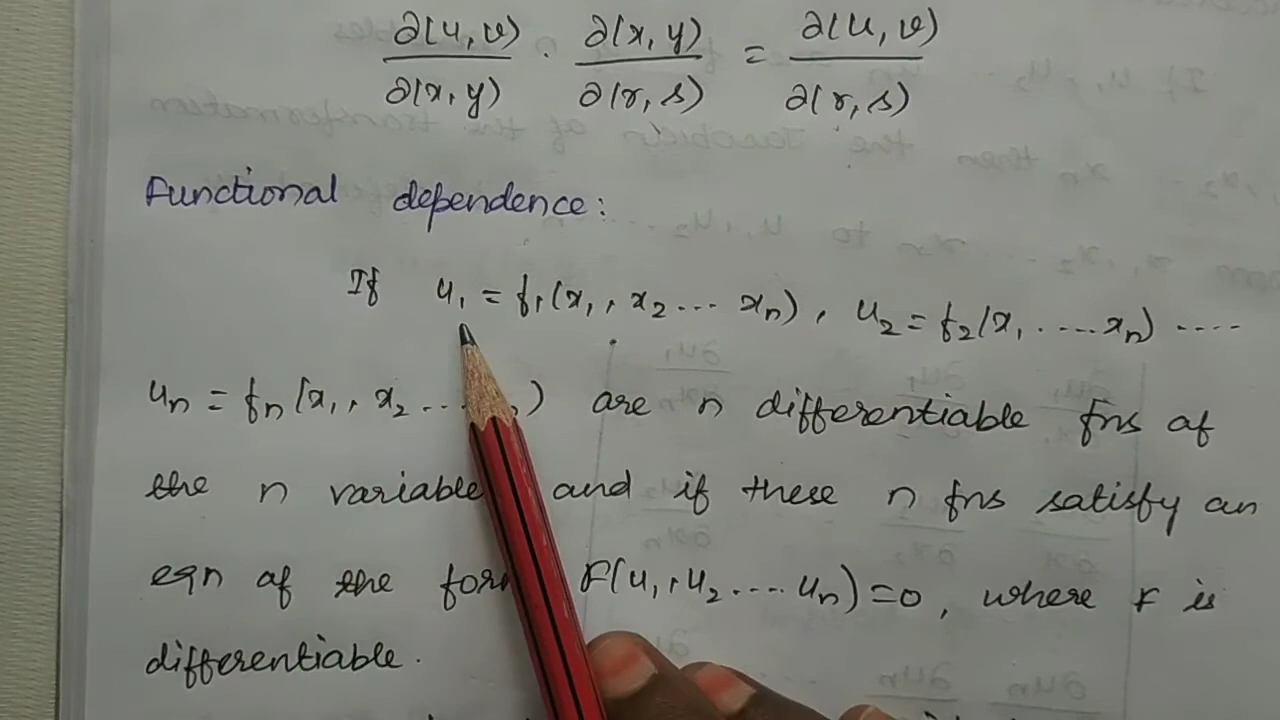 ∂(u,v)/∂(x,y) · ∂(x,y)/∂(r,s) = ∂(u,v)/∂(r,s)
Functional dependence:
If u₁ = f₁(x₁, x₂ ... xₙ), u₂ = f₂(x₁ ..... xₙ) ....
uₙ = fₙ(x₁, x₂ ... ) are n differentiable fns of
the n variable and if these n fns satisfy an
eqn of the for F(u₁, u₂ .... uₙ) = 0, where F is
differentiable.